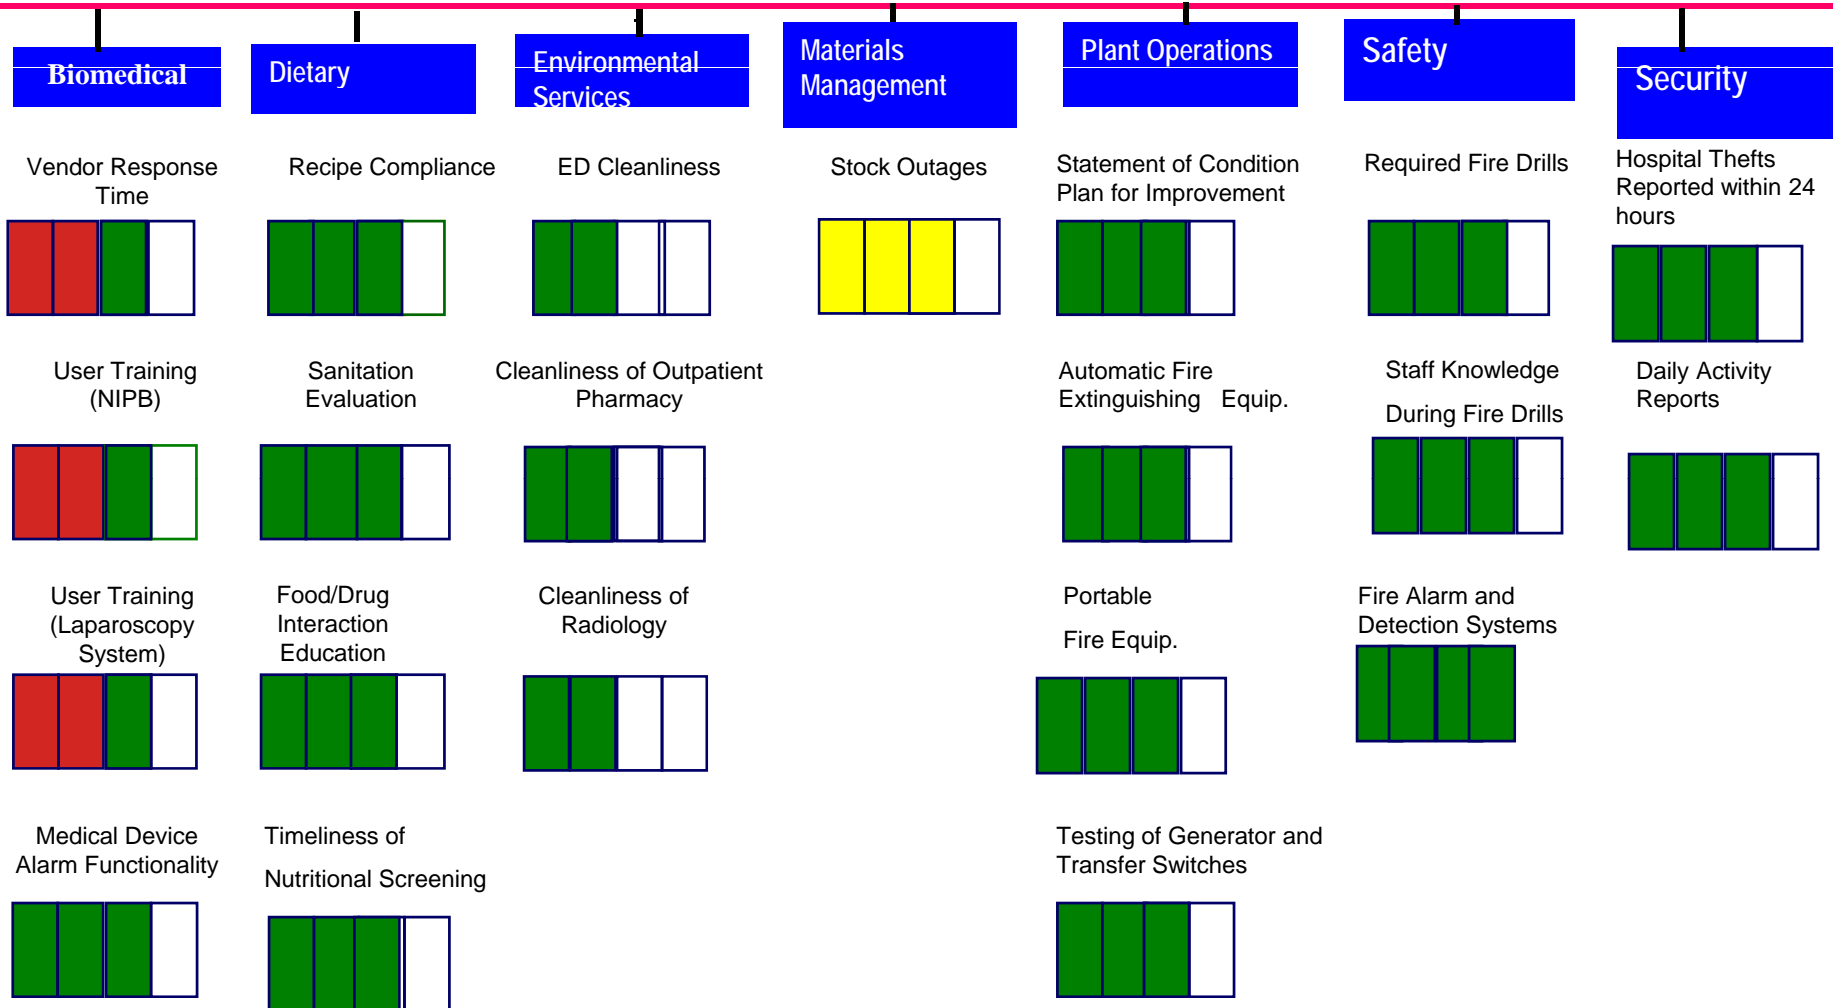 Biomedical
Dietary
Environmental
Services
Materials
Management
Plant Operations
Safety
Security
Vendor Response
Time
Recipe Compliance
ED Cleanliness
Stock Outages
Statement of Condition
Plan for Improvement
Required Fire Drills
Hospital Thefts
Reported within 24
hours
User Training
(NIPB)
Sanitation
Evaluation
Cleanliness of Outpatient
Pharmacy
Automatic Fire
Extinguishing Equip.
Staff Knowledge
During Fire Drills
Daily Activity
Reports
User Training
(Laparoscopy
System)
Food/Drug
Interaction
Education
Cleanliness of
Radiology
Portable
Fire Equip.
Fire Alarm and
Detection Systems
Medical Device
Alarm Functionality
Timeliness of
Nutritional Screening
Testing of Generator and
Transfer Switches